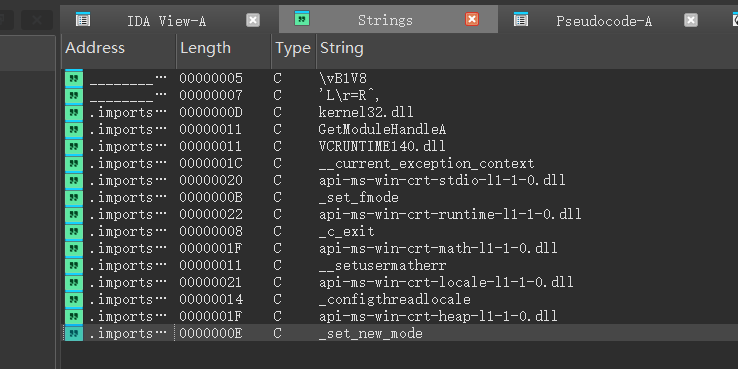 IDA View-A Strings Pseudocode-A
Address Length Type String
________… 00000005 C \vB1V8
________… 00000007 C 'L\r=R^,
.imports… 0000000D C kernel32.dll
.imports… 00000011 C GetModuleHandleA
.imports… 00000011 C VCRUNTIME140.dll
.imports… 0000001C C __current_exception_context
.imports… 00000020 C api-ms-win-crt-stdio-l1-1-0.dll
.imports… 0000000B C _set_fmode
.imports… 00000022 C api-ms-win-crt-runtime-l1-1-0.dll
.imports… 00000008 C _c_exit
.imports… 0000001F C api-ms-win-crt-math-l1-1-0.dll
.imports… 00000011 C __setusermatherr
.imports… 00000021 C api-ms-win-crt-locale-l1-1-0.dll
.imports… 00000014 C _configthreadlocale
.imports… 0000001F C api-ms-win-crt-heap-l1-1-0.dll
.imports… 0000000E C _set_new_mode